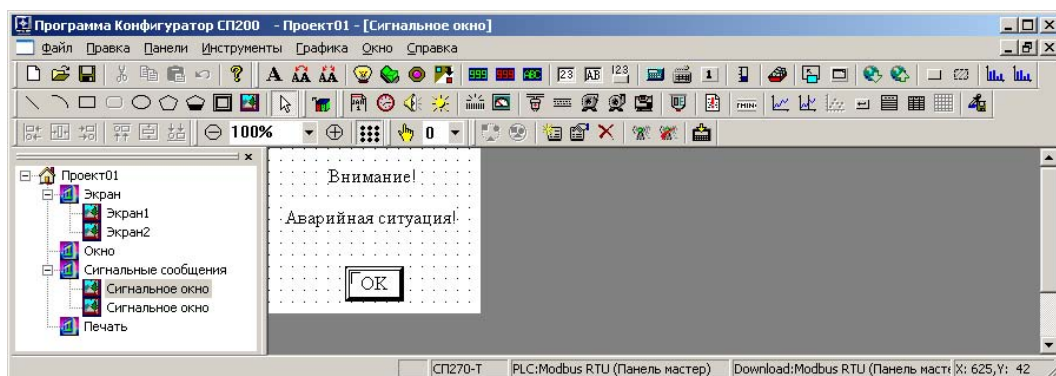 Программа Конфигуратор СП200 - Проект01 - [Сигнальное окно]
Файл Правка Панели Инструменты Графика Окно Справка
100%
0
Проект01
Экран
Экран1
Экран2
Окно
Сигнальные сообщения
Сигнальное окно
Сигнальное окно
Печать
Внимание!
Аварийная ситуация!
OK
СП270-Т PLC:Modbus RTU (Панель мастер) Download:Modbus RTU (Панель масте X: 625,Y: 42